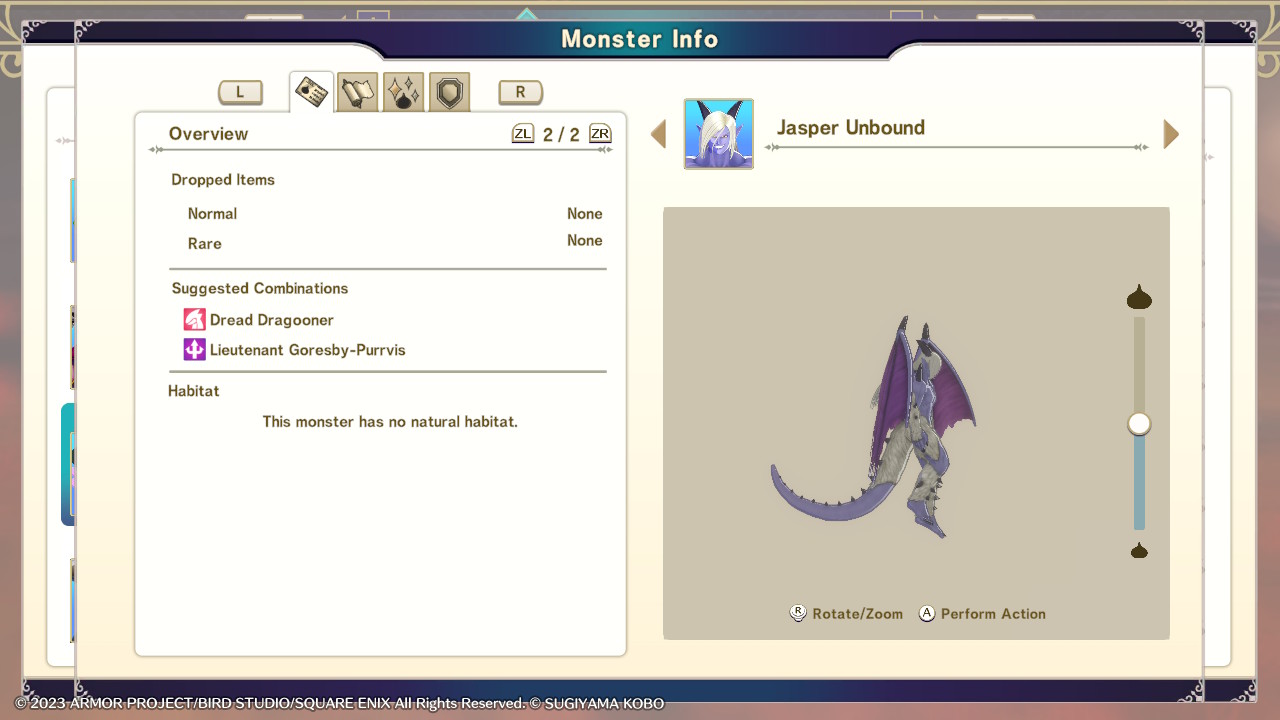 Monster Info
L
R
Overview
ZL 2 / 2 ZR
Dropped Items
Normal None
Rare None
Suggested Combinations
Dread Dragooner
Lieutenant Goresby-Purrvis
Habitat
This monster has no natural habitat.
Jasper Unbound
R Rotate/Zoom A Perform Action
© 2023 ARMOR PROJECT/BIRD STUDIO/SQUARE ENIX All Rights Reserved. © SUGIYAMA KOBO